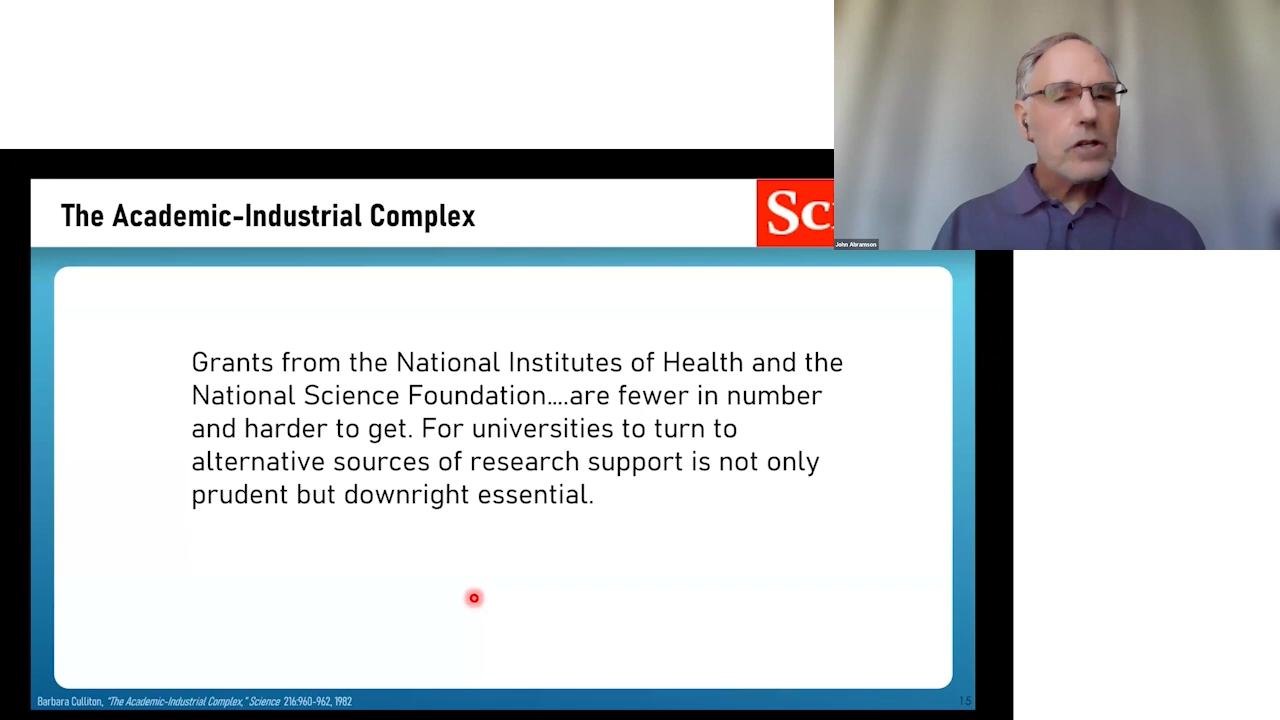 The Academic-Industrial Complex
Sc
John Abramson
Grants from the National Institutes of Health and the
National Science Foundation....are fewer in number
and harder to get. For universities to turn to
alternative sources of research support is not only
prudent but downright essential.
Barbara Culliton, "The Academic-Industrial Complex," Science 216:960-962, 1982
15